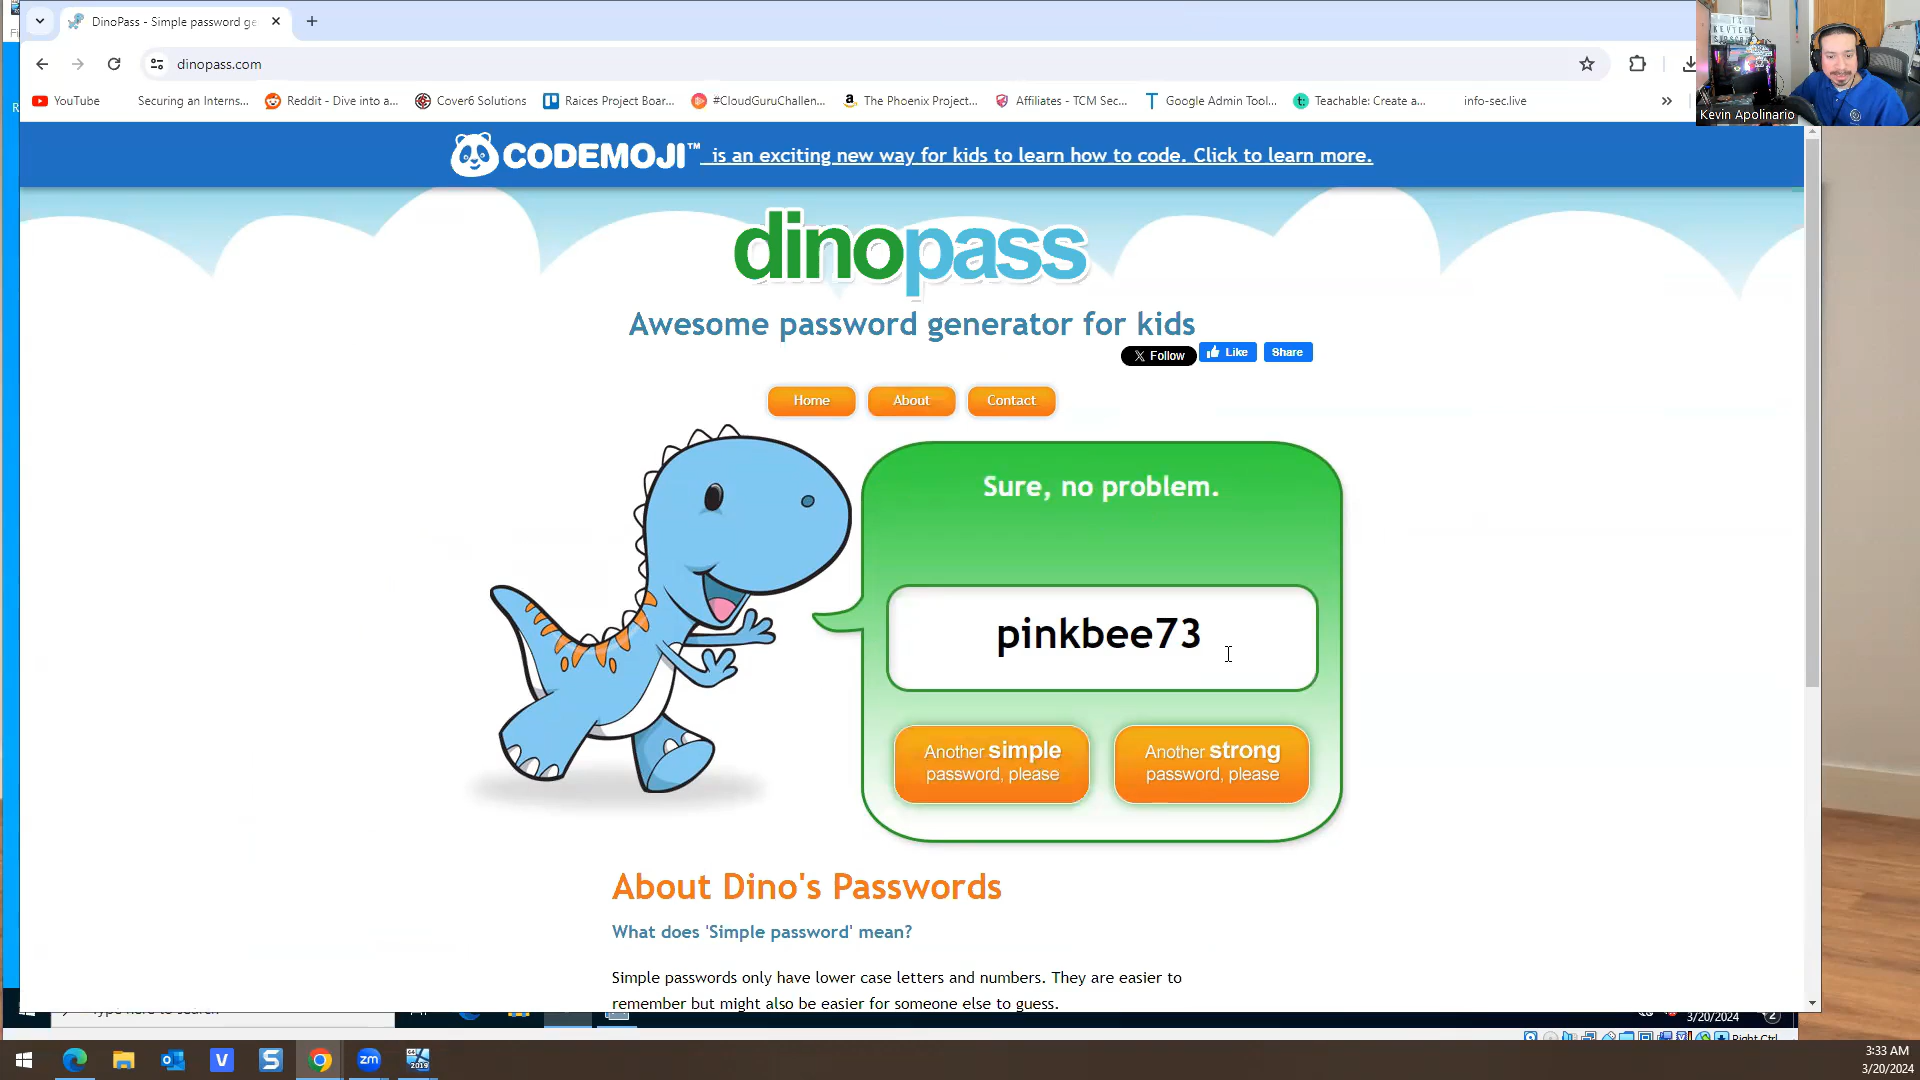 DinoPass - Simple password ge
dinopass.com
YouTube
Securing an Interns...
Reddit - Dive into a...
Cover6 Solutions
Raices Project Boar...
#CloudGuruChallen...
The Phoenix Project...
Affiliates - TCM Sec...
Google Admin Tool...
Teachable: Create a...
info-sec.live
Kevin Apolinario
CODEMOJI™ is an exciting new way for kids to learn how to code. Click to learn more.
dinopass
Awesome password generator for kids
X Follow
Like
Share
Home
About
Contact
Sure, no problem.
pinkbee73
Another simple password, please
Another strong password, please
About Dino's Passwords
What does 'Simple password' mean?
Simple passwords only have lower case letters and numbers. They are easier to
remember but might also be easier for someone else to guess.
3/20/2024
2
Right Ctrl
zm
2019
3:33 AM
3/20/2024